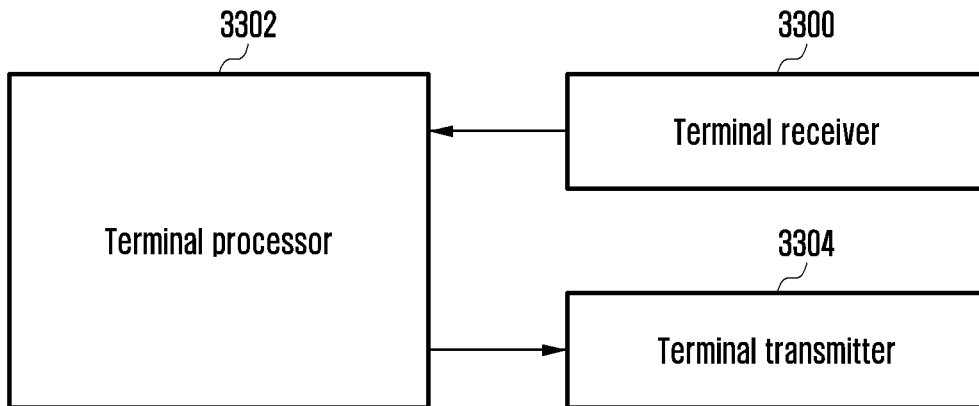 3302
3300
Terminal receiver
Terminal processor
3304
Terminal transmitter